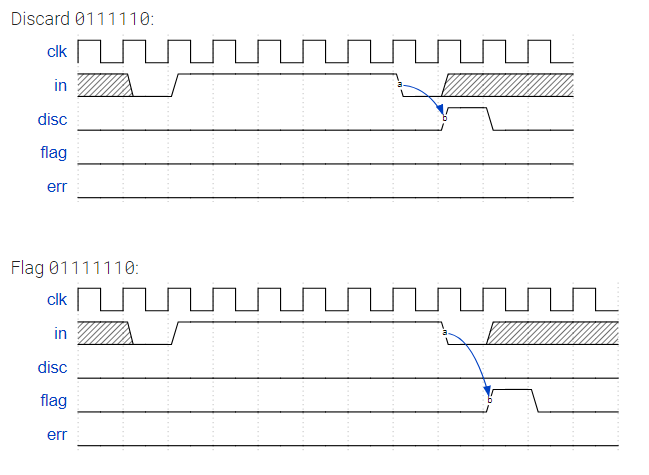 Discard 0111110:
clk
in
a
disc
b
flag
err
Flag 01111110:
clk
in
a
disc
flag
b
err